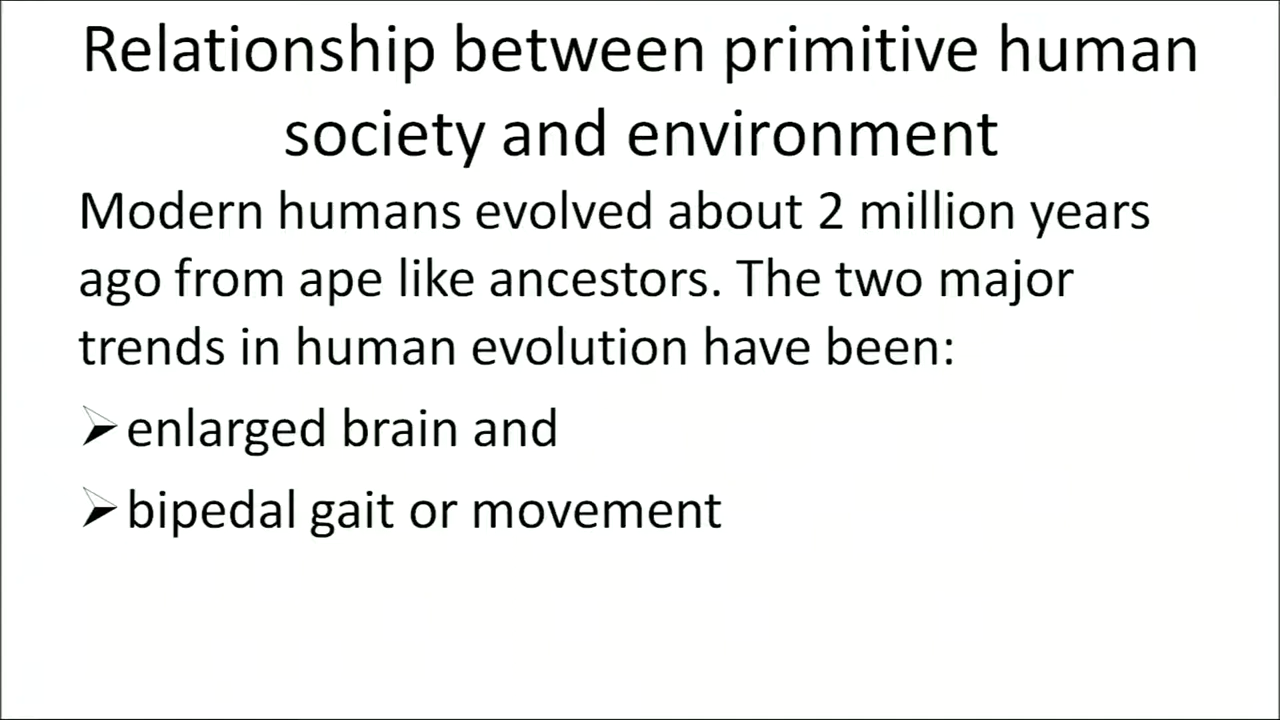 Relationship between primitive human
society and environment
Modern humans evolved about 2 million years
ago from ape like ancestors. The two major
trends in human evolution have been:
➢enlarged brain and
➢bipedal gait or movement